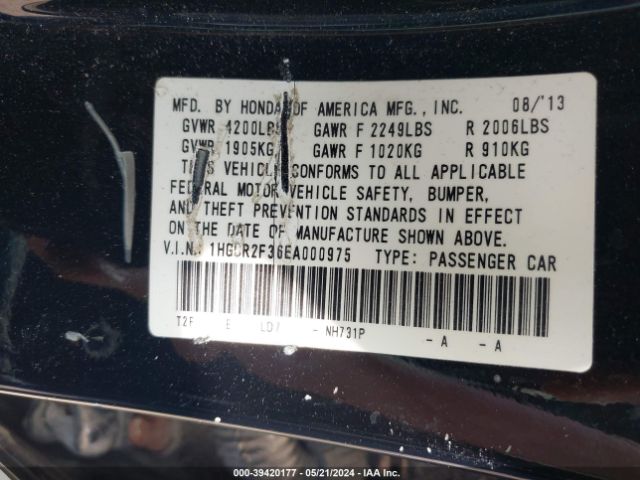 MFD. BY HONDA OF AMERICA MFG., INC. 08/'13
GVWR 4200LBS GAWR F 2249LBS R 2006LBS
GVWR 1905KG GAWR F 1020KG R 910KG
THIS VEHICLE CONFORMS TO ALL APPLICABLE
FEDERAL MOTOR VEHICLE SAFETY, BUMPER,
AND THEFT PREVENTION STANDARDS IN EFFECT
ON THE DATE OF MANUFACTURE SHOWN ABOVE.
V.I.N. 1HGCR2F36EA000975 TYPE: PASSENGER CAR
T2F E LD/ - NH731P - A - A
000-39420177 - 05/21/2024 - IAA Inc.